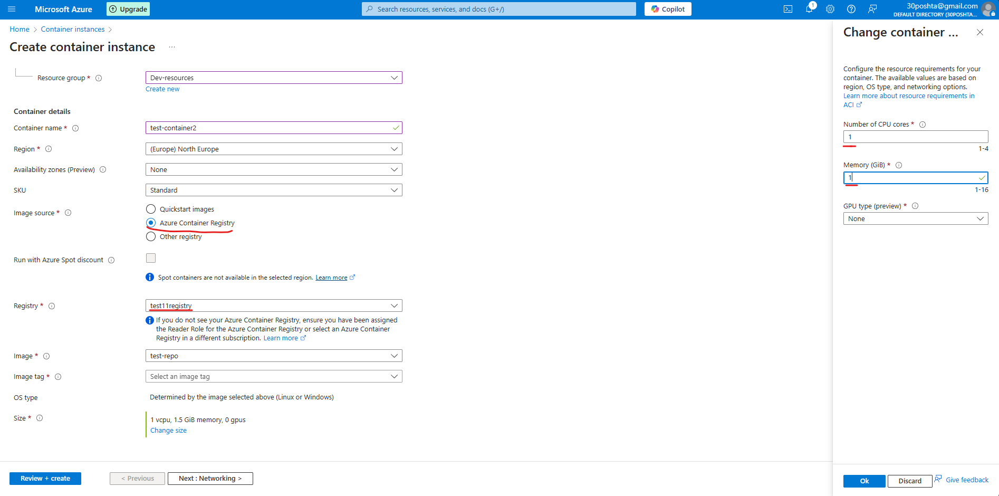 Microsoft Azure
Upgrade
Search resources, services, and docs (G+/)
Copilot
1
30poshta@gmail.com
DEFAULT DIRECTORY (30POSHTA...
Home > Container instances >
Create container instance ...
Resource group *
Dev-resources
Create new
Container details
Container name *
test-container2
Region *
(Europe) North Europe
Availability zones (Preview)
None
SKU
Standard
Image source *
Quickstart images
Azure Container Registry
Other registry
Run with Azure Spot discount
Spot containers are not available in the selected region. Learn more
Registry *
test11registry
If you do not see your Azure Container Registry, ensure you have been assigned
the Reader Role for the Azure Container Registry or select an Azure Container
Registry in a different subscription. Learn more
Image *
test-repo
Image tag *
Select an image tag
OS type
Determined by the image selected above (Linux or Windows)
Size *
1 vcpu, 1.5 GiB memory, 0 gpus
Change size
Review + create
< Previous
Next : Networking >
Change container ...
Configure the resource requirements for your
container. The available values are based on
region, OS type, and networking options.
Learn more about resource requirements in
ACI
Number of CPU cores *
1
1-4
Memory (GiB) *
1
1-16
GPU type (preview) *
None
Ok
Discard
Give feedback